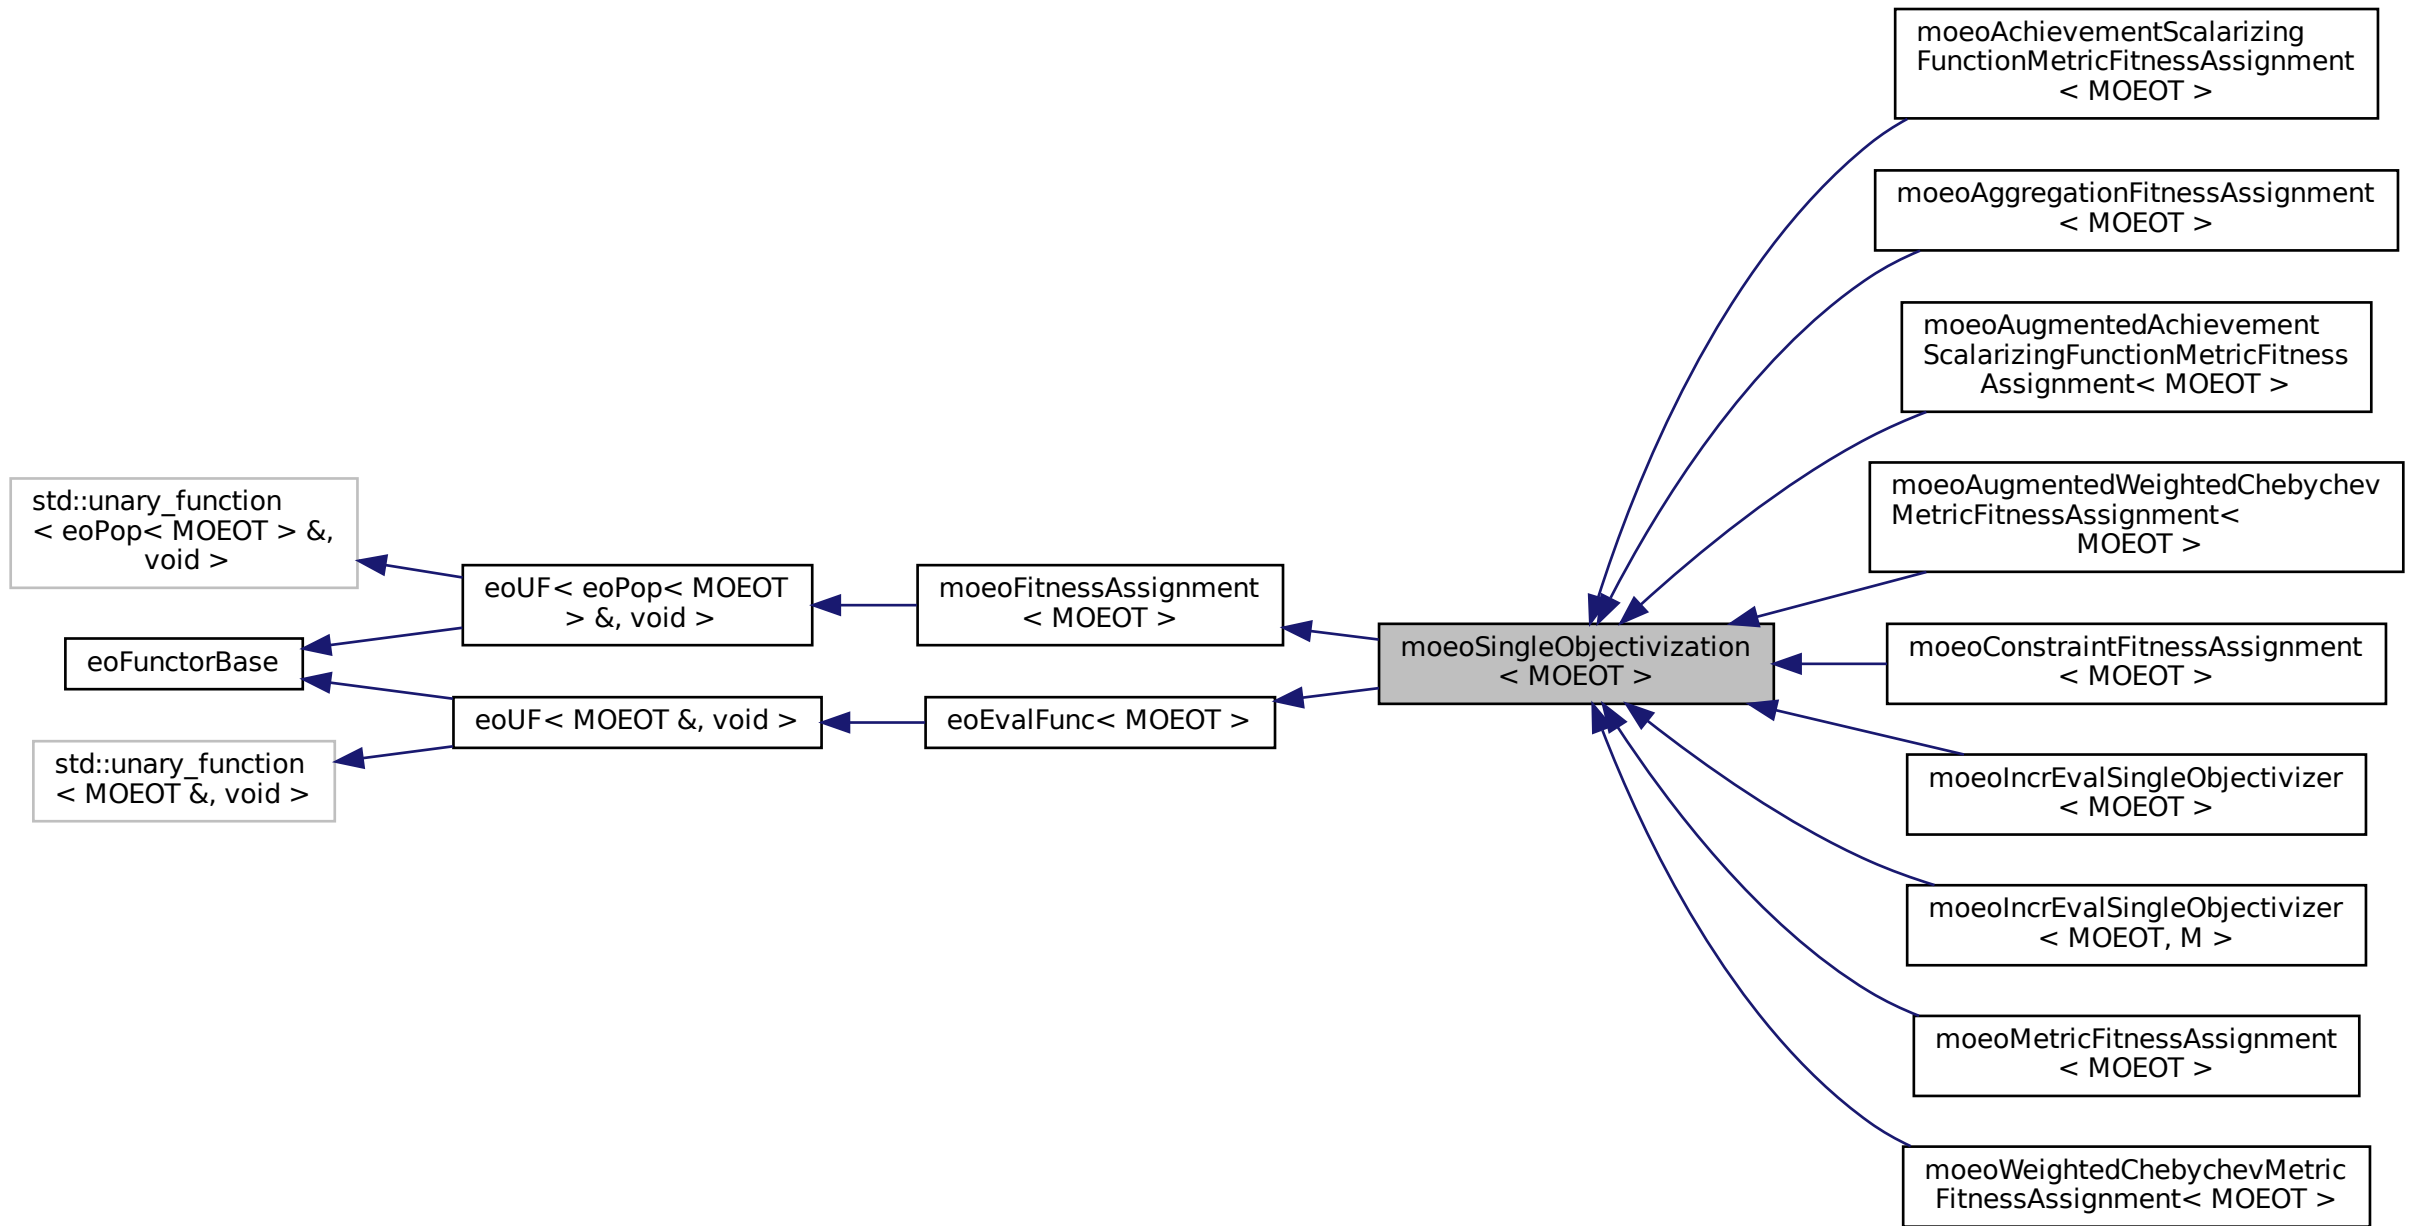 std::unary_function
< eoPop< MOEOT > &,
void >
eoFunctorBase
std::unary_function
< MOEOT &, void >
eoUF< eoPop< MOEOT
> &, void >
eoUF< MOEOT &, void >
moeoFitnessAssignment
< MOEOT >
eoEvalFunc< MOEOT >
moeoSingleObjectivization
< MOEOT >
moeoAchievementScalarizing
FunctionMetricFitnessAssignment
< MOEOT >
moeoAggregationFitnessAssignment
< MOEOT >
moeoAugmentedAchievement
ScalarizingFunctionMetricFitness
Assignment< MOEOT >
moeoAugmentedWeightedChebychev
MetricFitnessAssignment<
MOEOT >
moeoConstraintFitnessAssignment
< MOEOT >
moeoIncrEvalSingleObjectivizer
< MOEOT >
moeoIncrEvalSingleObjectivizer
< MOEOT, M >
moeoMetricFitnessAssignment
< MOEOT >
moeoWeightedChebychevMetric
FitnessAssignment< MOEOT >